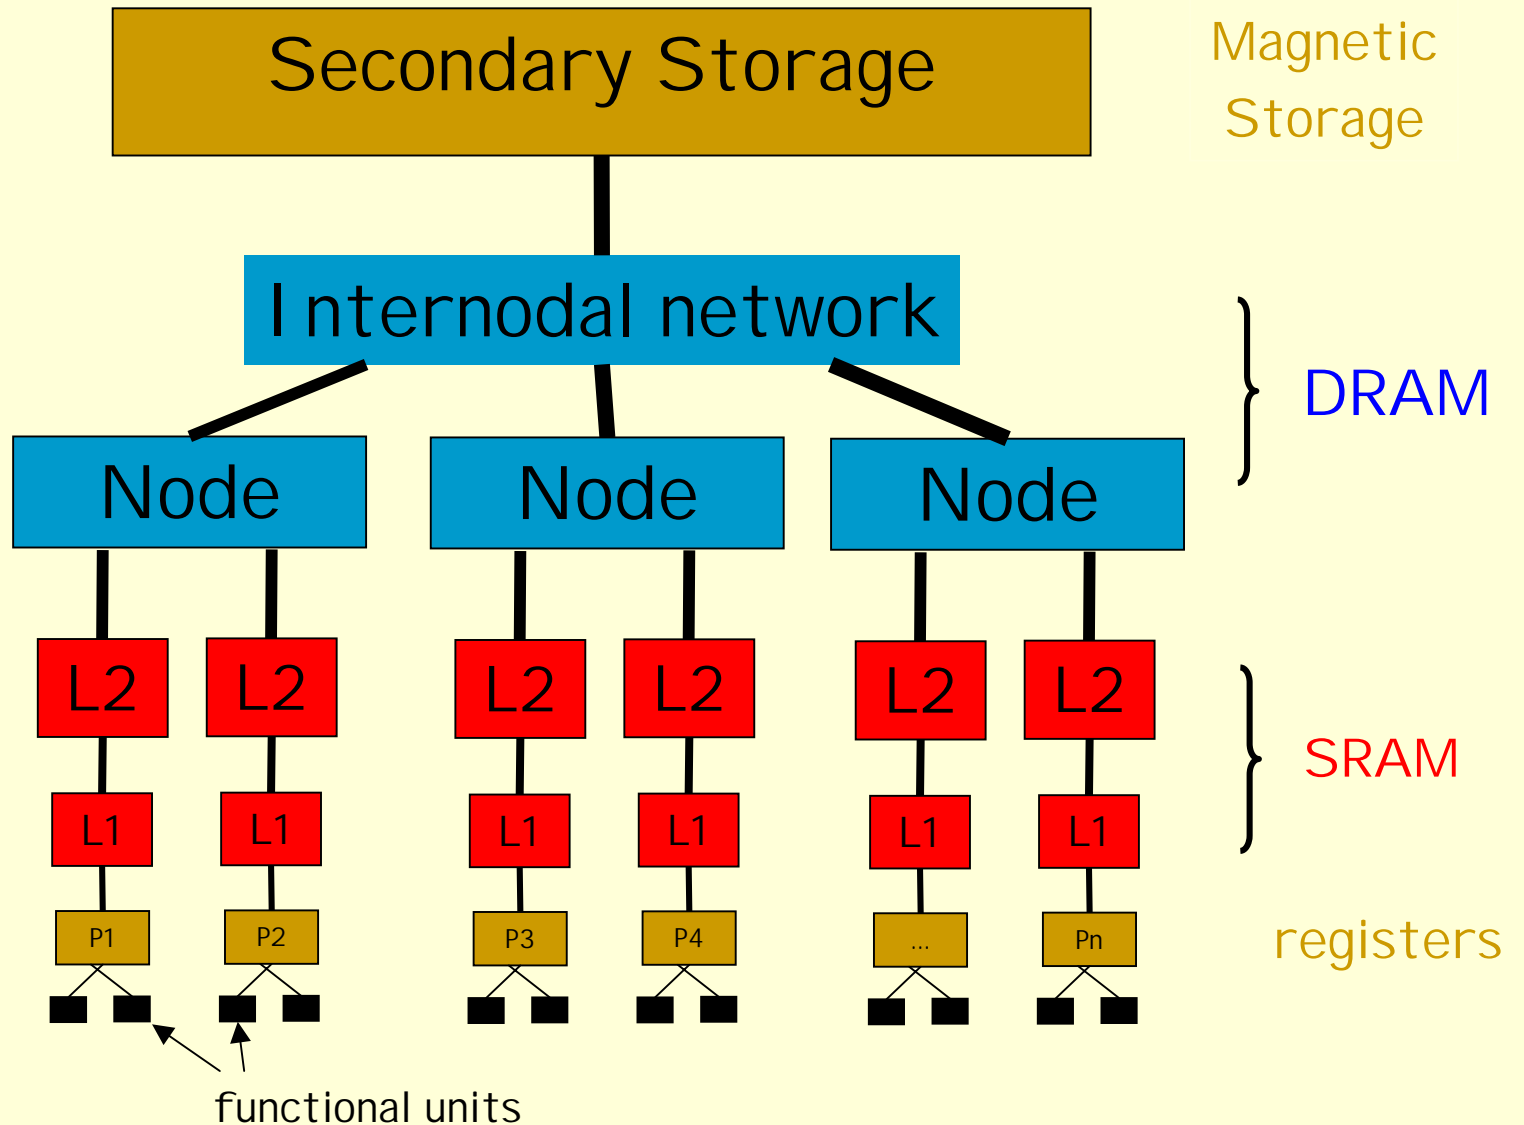 Secondary Storage
Magnetic
Storage
Internodal network
DRAM
Node Node Node
L2 L2 L2 L2 L2 L2
SRAM
L1 L1 L1 L1 L1 L1
P1 P2 P3 P4 ... Pn
registers
functional units